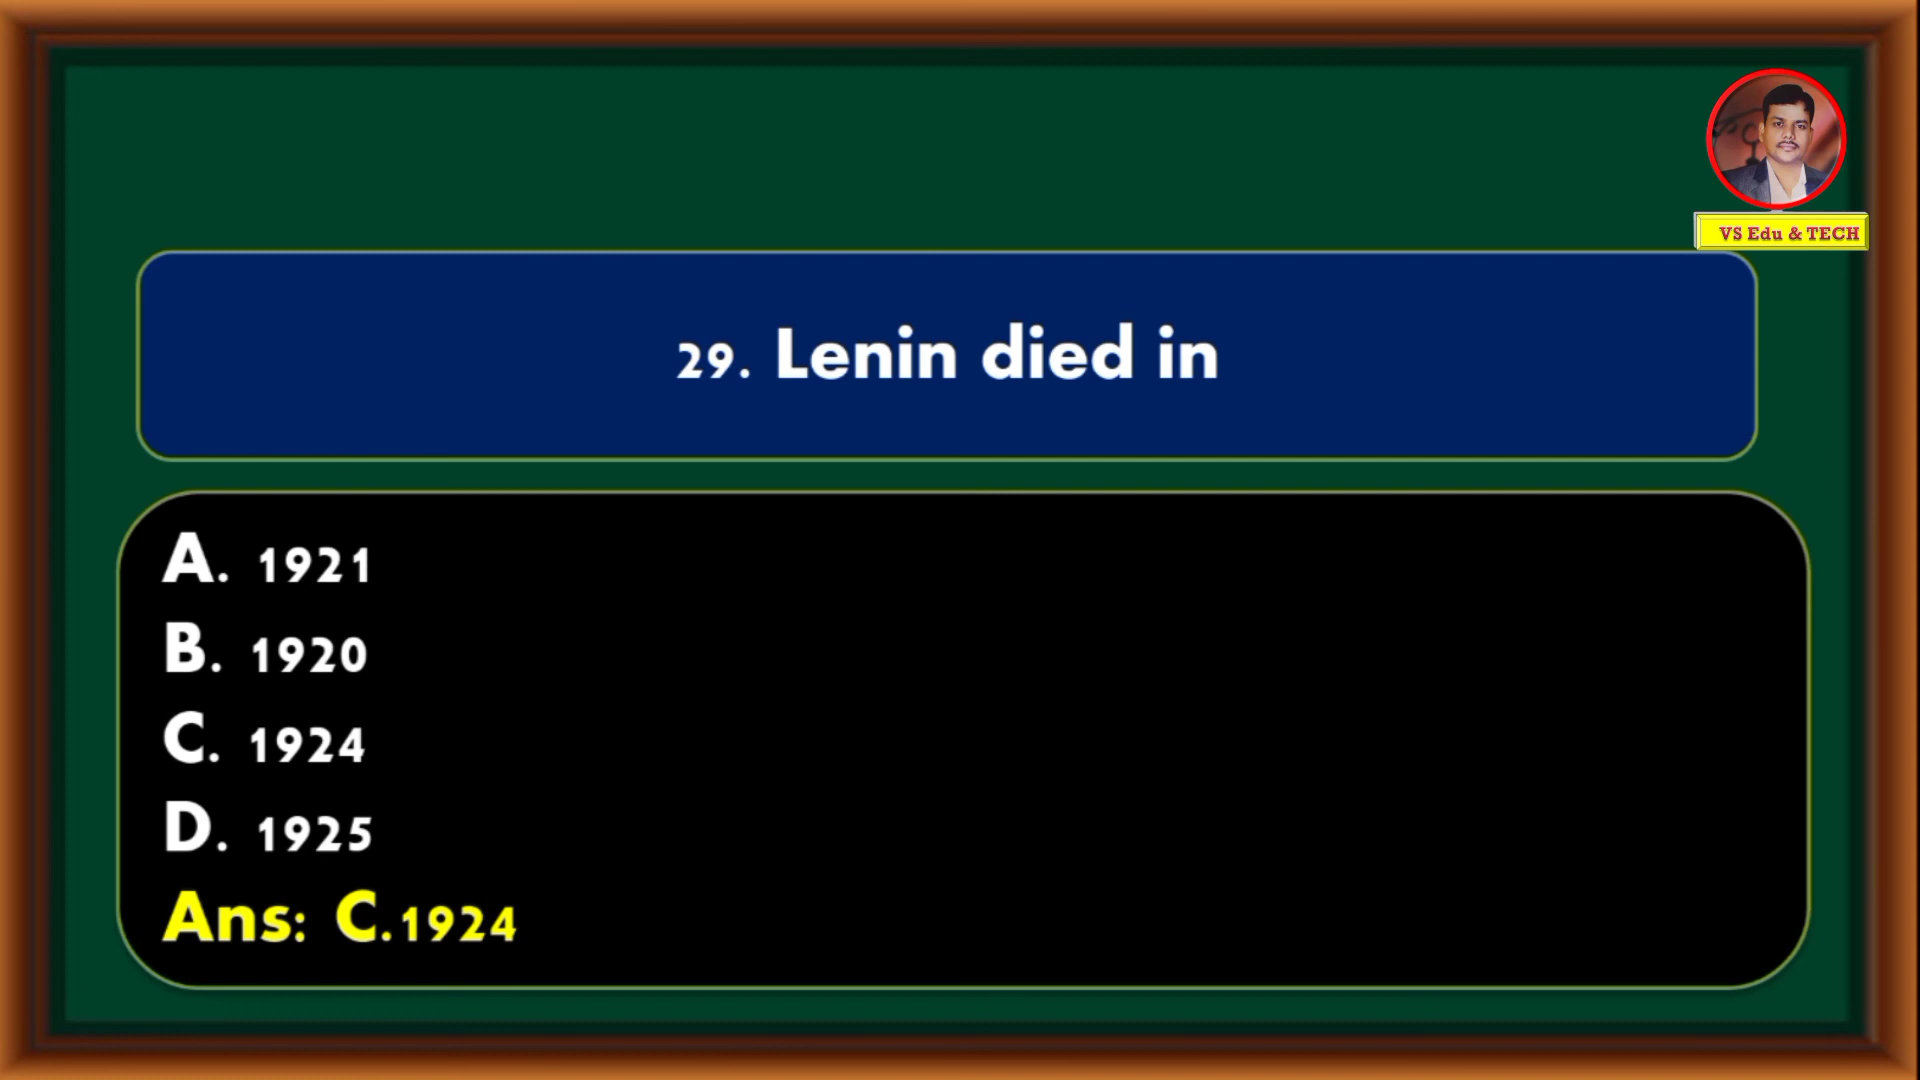 VS Edu & TECH
29. Lenin died in
A. 1921
B. 1920
C. 1924
D. 1925
Ans: C.1924